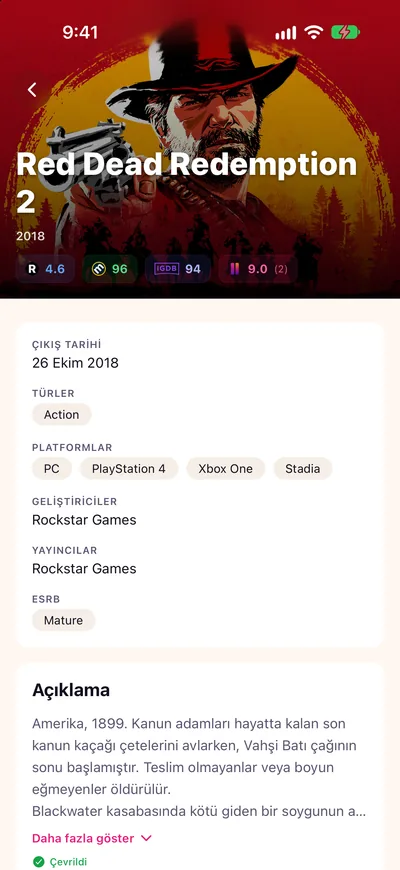 9:41
Red Dead Redemption
2
2018
R 4.6
96
IGDB 94
9.0 (2)
ÇIKIŞ TARİHİ
26 Ekim 2018
TÜRLER
Action
PLATFORMLAR
PC PlayStation 4 Xbox One Stadia
GELİŞTİRİCİLER
Rockstar Games
YAYINCILAR
Rockstar Games
ESRB
Mature
Açıklama
Amerika, 1899. Kanun adamları hayatta kalan son
kanun kaçağı çetelerini avlarken, Vahşi Batı çağının
sonu başlamıştır. Teslim olmayanlar veya boyun
eğmeyenler öldürülür.
Blackwater kasabasında kötü giden bir soygunun a...
Daha fazla göster
Çevrildi